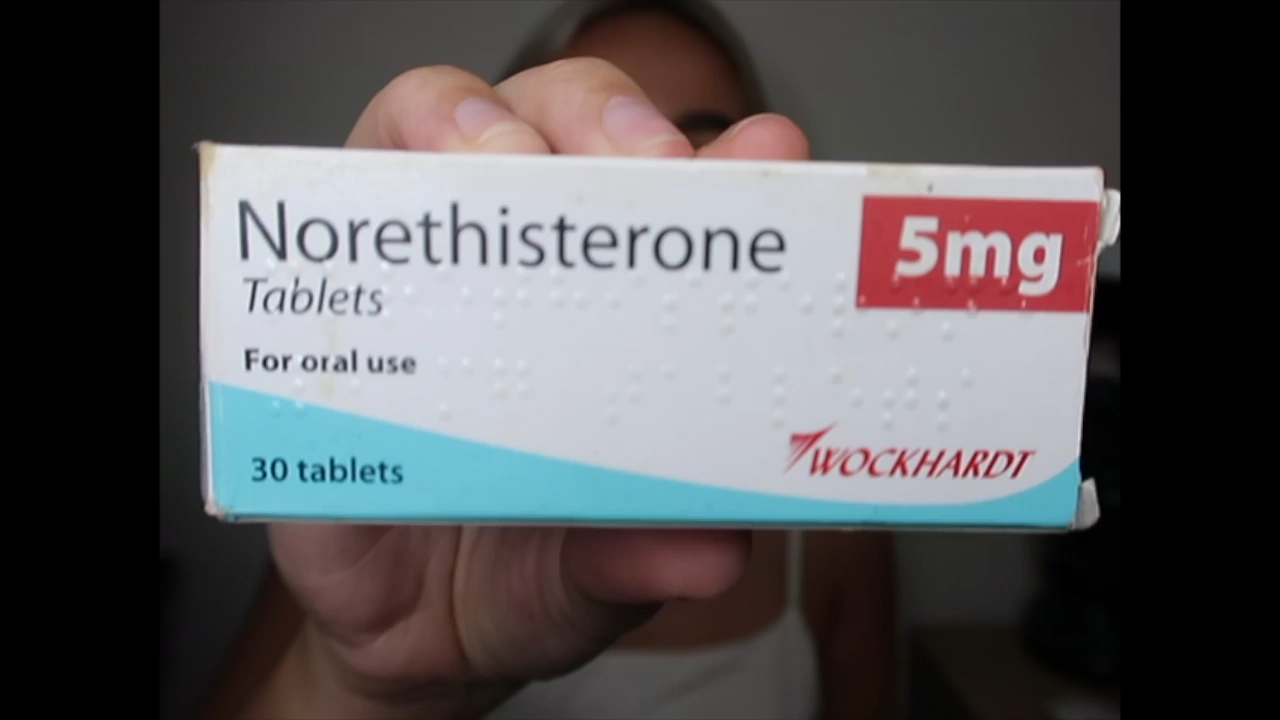 Norethisterone
5mg
Tablets
For oral use
30 tablets
WOCKHARDT